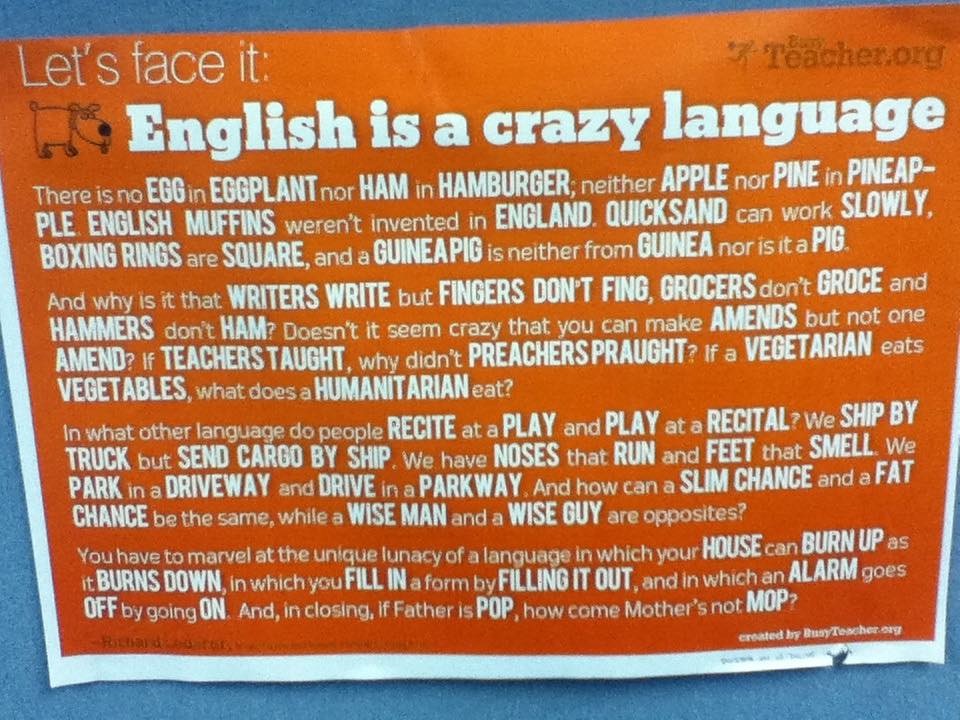 Let's face it:
Busy
Teacher.org
English is a crazy language
There is no EGG in EGGPLANT nor HAM in HAMBURGER; neither APPLE nor PINE in PINEAP-
PLE. ENGLISH MUFFINS weren't invented in ENGLAND. QUICKSAND can work SLOWLY,
BOXING RINGS are SQUARE, and a GUINEA PIG is neither from GUINEA nor is it a PIG.
And why is it that WRITERS WRITE but FINGERS DON'T FING, GROCERS don't GROCE and
HAMMERS don't HAM? Doesn't it seem crazy that you can make AMENDS but not one
AMEND? If TEACHERS TAUGHT, why didn't PREACHERS PRAUGHT? If a VEGETARIAN eats
VEGETABLES, what does a HUMANITARIAN eat?
In what other language do people RECITE at a PLAY and PLAY at a RECITAL? We SHIP BY
TRUCK but SEND CARGO BY SHIP. We have NOSES that RUN and FEET that SMELL. We
PARK in a DRIVEWAY and DRIVE in a PARKWAY. And how can a SLIM CHANCE and a FAT
CHANCE be the same, while a WISE MAN and a WISE GUY are opposites?
You have to marvel at the unique lunacy of a language in which your HOUSE can BURN UP as
it BURNS DOWN, in which you FILL IN a form by FILLING IT OUT, and in which an ALARM goes
OFF by going ON. And, in closing, if Father is POP, how come Mother's not MOP?
-Richard Lederer,
created by BusyTeacher.org